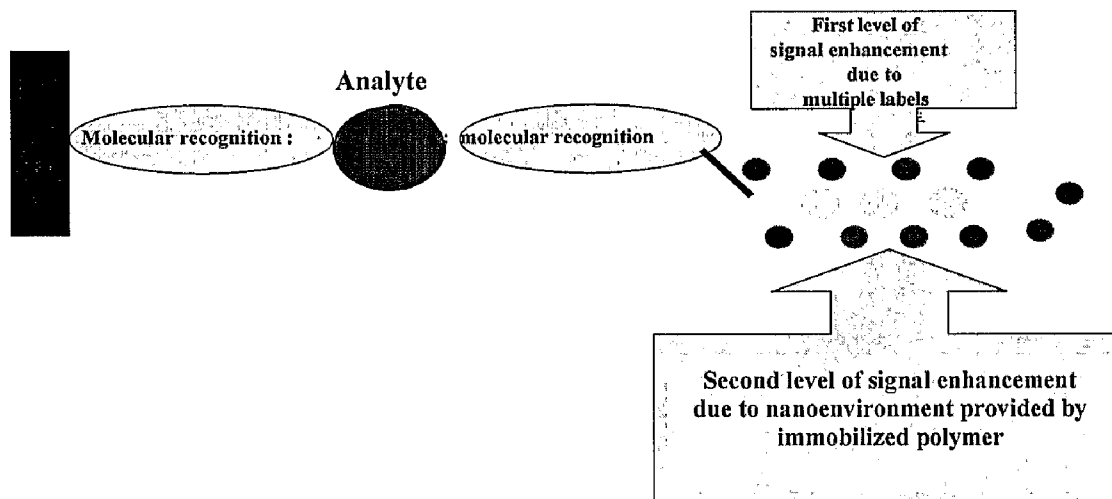 First level of
signal enhancement
due to
multiple labels
Analyte
Molecular recognition :
: molecular recognition
Second level of signal enhancement
due to nanoenvironment provided by
immobilized polymer